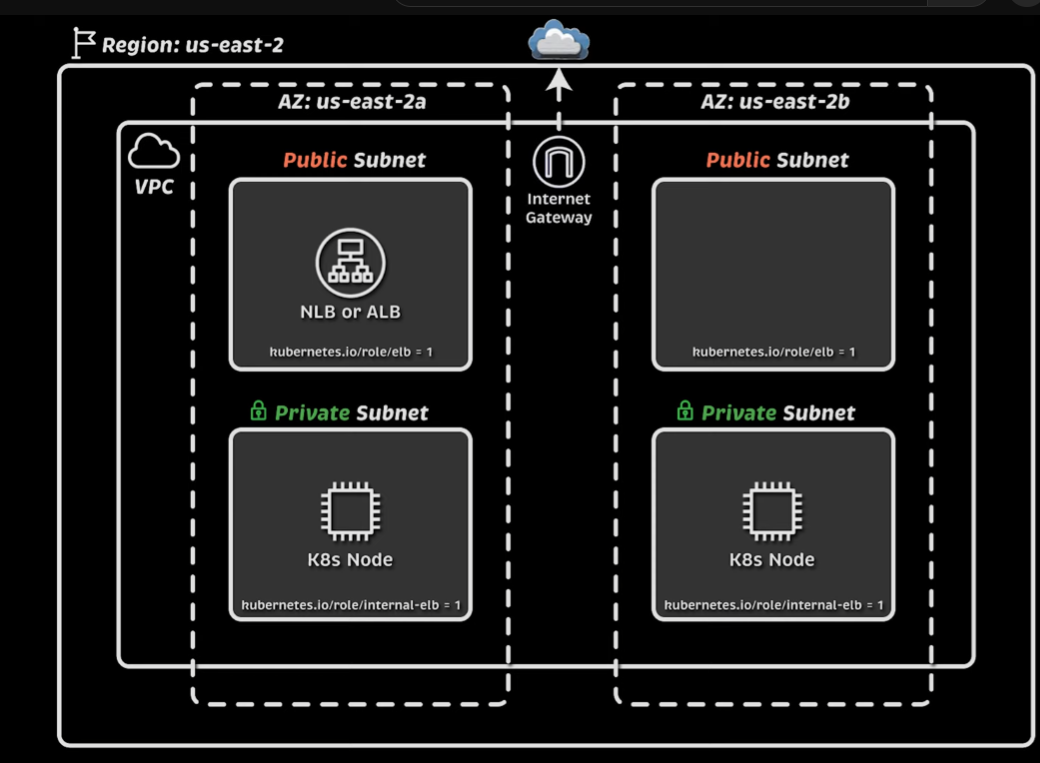 Region: us-east-2
AZ: us-east-2a
AZ: us-east-2b
VPC
Public Subnet
Internet
Gateway
Public Subnet
NLB or ALB
kubernetes.io/role/elb = 1
kubernetes.io/role/elb = 1
Private Subnet
Private Subnet
K8s Node
K8s Node
kubernetes.io/role/internal-elb = 1
kubernetes.io/role/internal-elb = 1